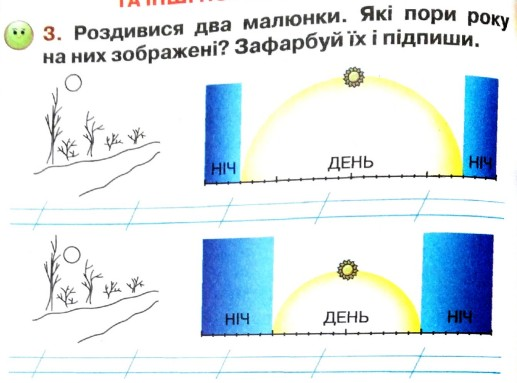 3. Роздивися два малюнки. Які пори року
на них зображені? Зафарбуй їх і підпиши.
НІЧ ДЕНЬ НІЧ
НІЧ ДЕНЬ НІЧ